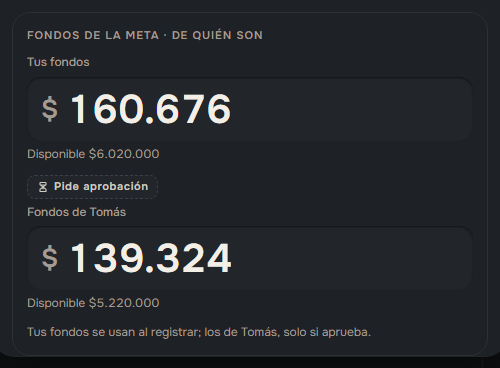 FONDOS DE LA META · DE QUIÉN SON
Tus fondos
$ 160.676
Disponible $6.020.000
Pide aprobación
Fondos de Tomás
$ 139.324
Disponible $5.220.000
Tus fondos se usan al registrar; los de Tomás, solo si aprueba.